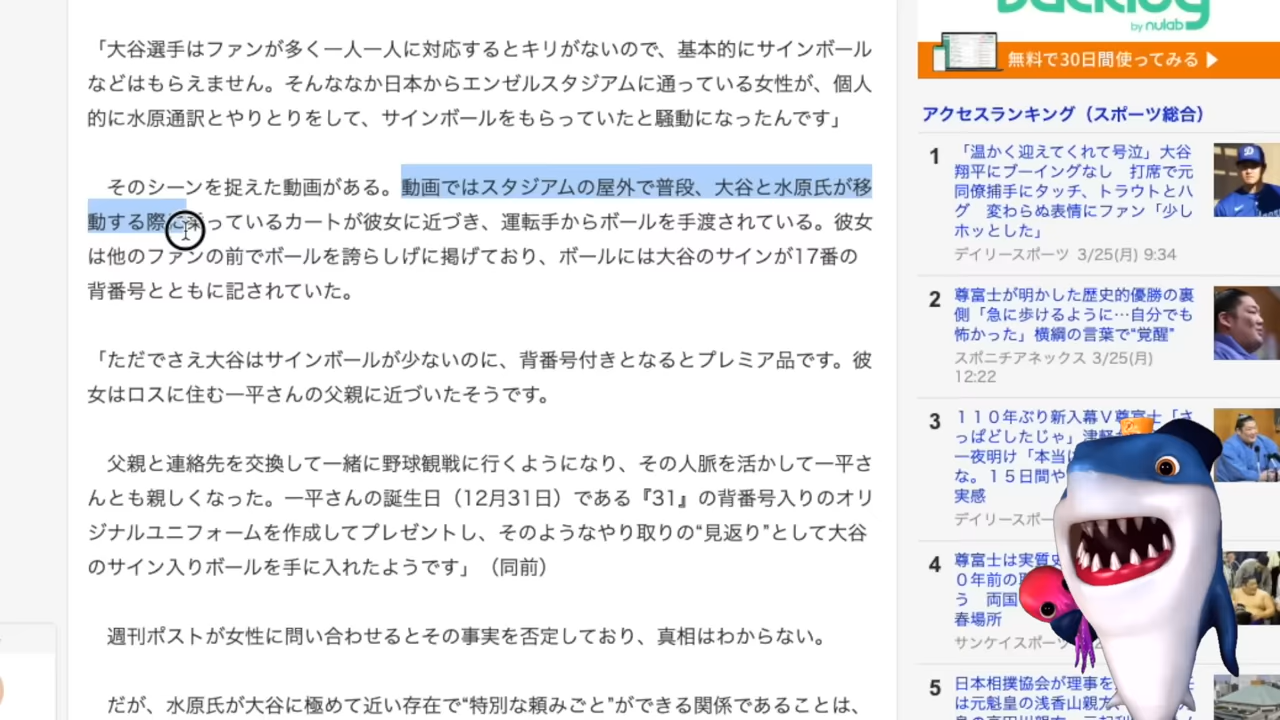 「大谷選手はファンが多く一人一人に対応するとキリがないので、基本的にサインボール
などはもらえません。そんななか日本からエンゼルスタジアムに通っている女性が、個人
的に水原通訳とやりとりをして、サインボールをもらっていたと騒動になったんです」
そのシーンを捉えた動画がある。動画ではスタジアムの屋外で普段、大谷と水原氏が移
動する際に乗っているカートが彼女に近づき、運転手からボールを手渡されている。彼女
は他のファンの前でボールを誇らしげに掲げており、ボールには大谷のサインが17番の
背番号とともに記されていた。
「ただでさえ大谷はサインボールが少ないのに、背番号付きとなるとプレミア品です。彼
女はロスに住む一平さんの父親に近づいたそうです。
父親と連絡先を交換して一緒に野球観戦に行くようになり、その人脈を活かして一平さ
んとも親しくなった。一平さんの誕生日（12月31日）である『31』の背番号入りのオリ
ジナルユニフォームを作成してプレゼントし、そのようなやり取りの“見返り”として大谷
のサイン入りボールを手に入れたようです」（同前）
週刊ポストが女性に問い合わせるとその事実を否定しており、真相はわからない。
だが、水原氏が大谷に極めて近い存在で“特別な頼みごと”ができる関係であることは、
by nulab
無料で30日間使ってみる ▶
アクセスランキング（スポーツ総合）
1
「温かく迎えてくれて号泣」大谷
翔平にブーイングなし　打席で元
同僚捕手にタッチ、トラウトとハ
グ　変わらぬ表情にファン「少し
ホッとした」
デイリースポーツ 3/25(月) 9:34
2
尊富士が明かした歴史的優勝の裏
側「急に歩けるように…自分でも
怖かった」横綱の言葉で“覚醒”
スポニチアネックス 3/25(月)
12:22
3
１１０年ぶり新入幕Ｖ尊富士「さ
っぱどしたじゃ」津軽
一夜明け「本当に
な。１５日間や
実感
デイリースポー
4
尊富士は実質史
０年前の
う　両国
春場所
サンケイスポーツ
5
日本相撲協会が理事を
は元魁皇の浅香山親方、